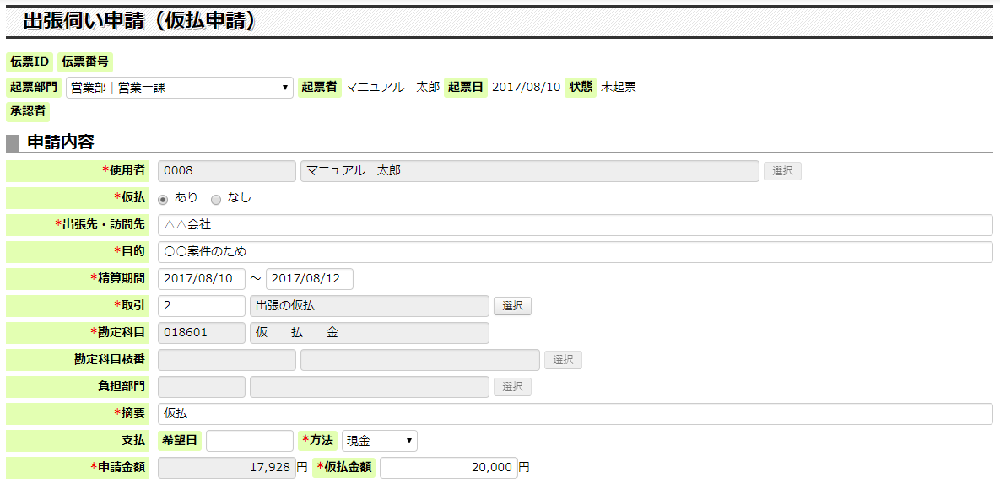 出張伺い申請（仮払申請）
伝票ID 伝票番号
起票部門 営業部｜営業一課 起票者 マニュアル　太郎 起票日 2017/08/10 状態 未起票
承認者
申請内容
*使用者 0008 マニュアル　太郎 選択
*仮払 あり なし
*出張先・訪問先 △△会社
*目的 〇〇案件のため
*精算期間 2017/08/10 ～ 2017/08/12
*取引 2 出張の仮払 選択
*勘定科目 018601 仮　払　金
勘定科目枝番 選択
負担部門 選択
*摘要 仮払
支払 希望日 *方法 現金
*申請金額 17,928 円 *仮払金額 20,000 円